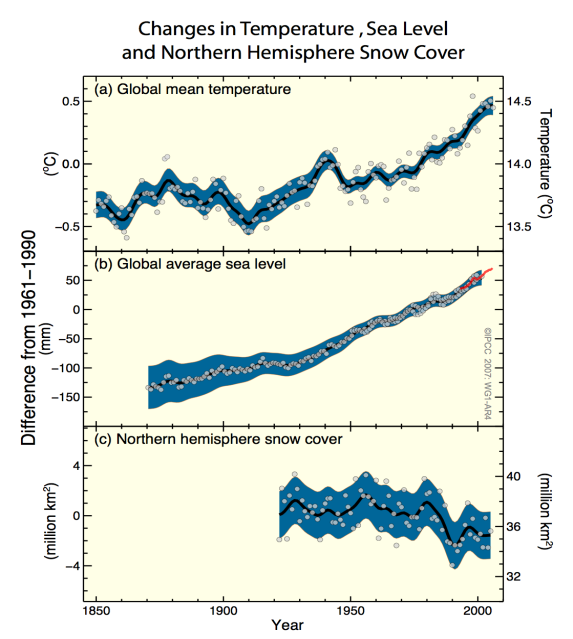 Changes in Temperature , Sea Level
and Northern Hemisphere Snow Cover
(a) Global mean temperature
0.5
0.0
−0.5
(ºC)
14.5
14.0
13.5
Temperature (ºC)
(b) Global average sea level
50
0
−50
−100
−150
(mm)
Difference from 1961–1990
©IPCC 2007: WG1-AR4
(c) Northern hemisphere snow cover
4
0
−4
(million km²)
40
36
32
(million km²)
1850 1900 1950 2000
Year